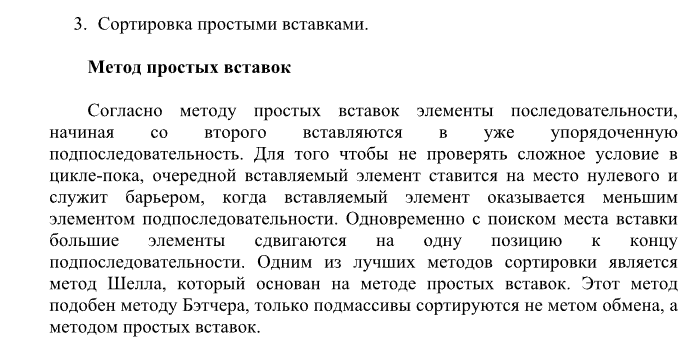 3. Сортировка простыми вставками.
Метод простых вставок
Согласно методу простых вставок элементы последовательности,
начиная со второго вставляются в уже упорядоченную
подпоследовательность. Для того чтобы не проверять сложное условие в
цикле-пока, очередной вставляемый элемент ставится на место нулевого и
служит барьером, когда вставляемый элемент оказывается меньшим
элементом подпоследовательности. Одновременно с поиском места вставки
большие элементы сдвигаются на одну позицию к концу
подпоследовательности. Одним из лучших методов сортировки является
метод Шелла, который основан на методе простых вставок. Этот метод
подобен методу Бэтчера, только подмассивы сортируются не метом обмена, а
методом простых вставок.